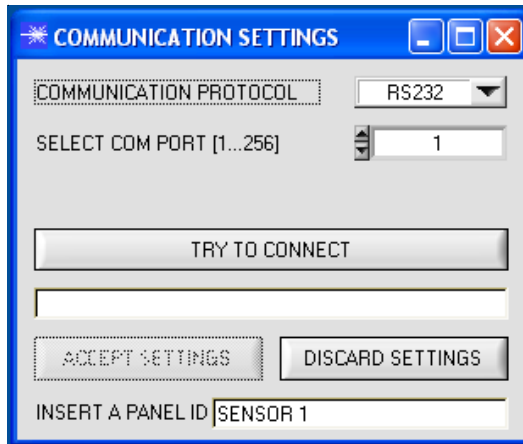 COMMUNICATION SETTINGS
COMMUNICATION PROTOCOL RS232
SELECT COM PORT [1...256] 1
TRY TO CONNECT
ACCEPT SETTINGS DISCARD SETTINGS
INSERT A PANEL ID SENSOR 1